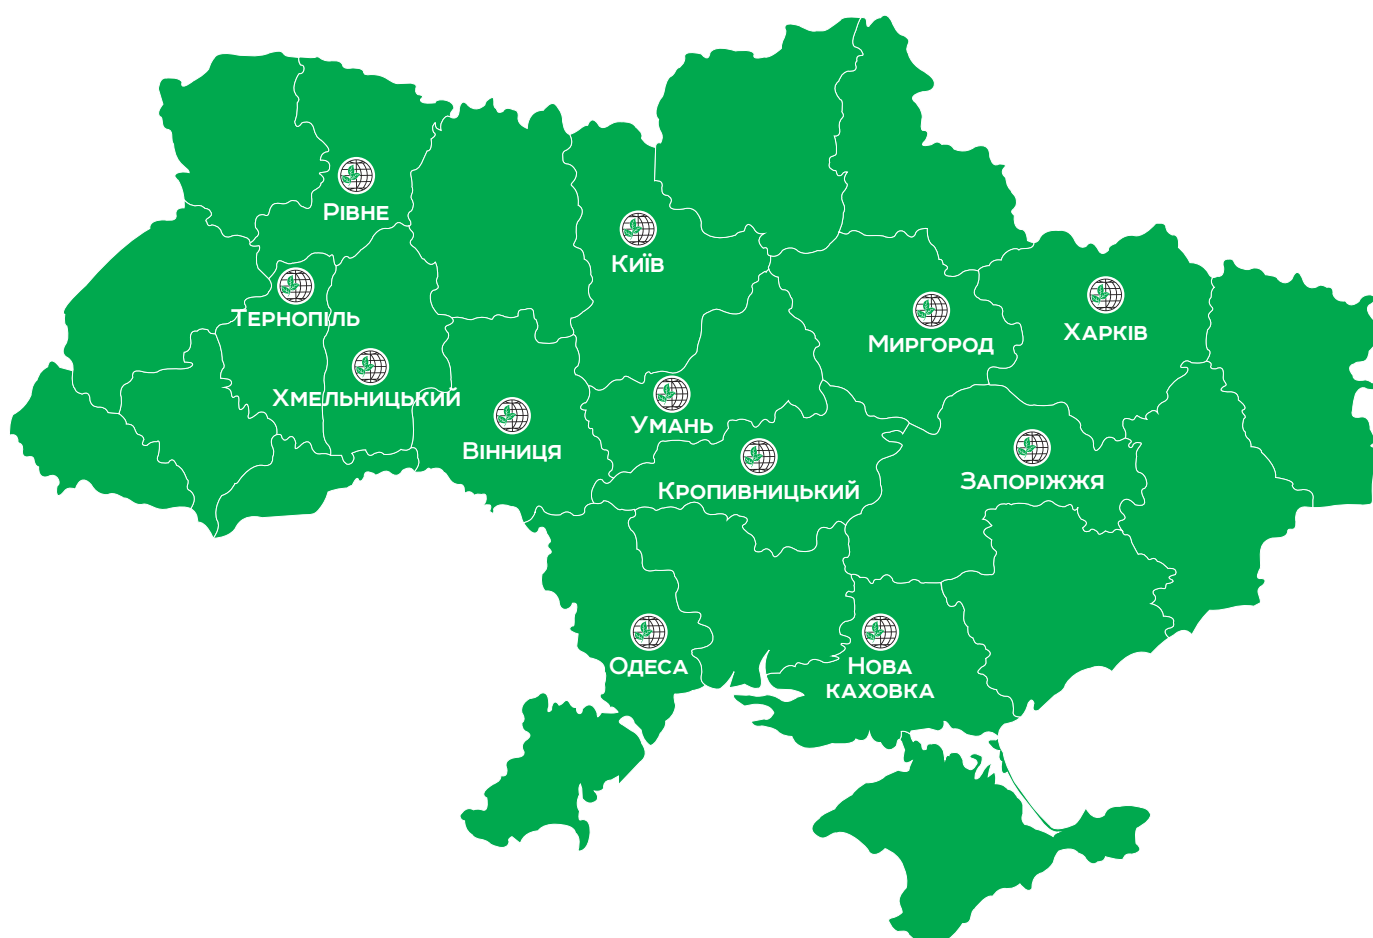 Рівне
Київ
Тернопіль
Харків
Миргород
Хмельницький
Умань
Вінниця
Запоріжжя
Кропивницький
Одеса
Нова
каховка